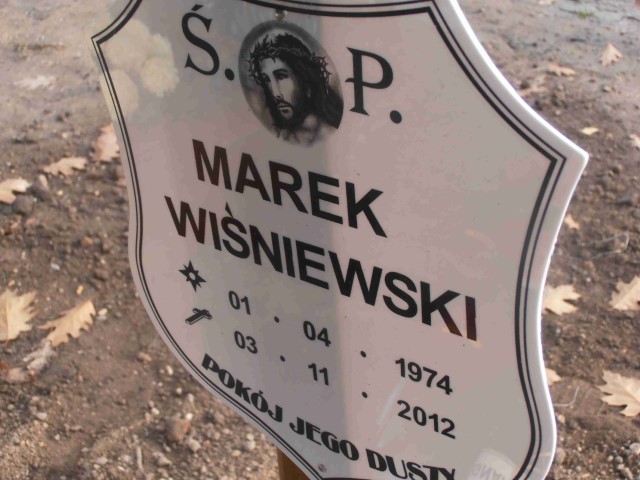 Ś. P.
MAREK
WIŚNIEWSKI
01 . 04 . 1974
03 . 11 . 2012
POKÓJ JEGO DUSZY